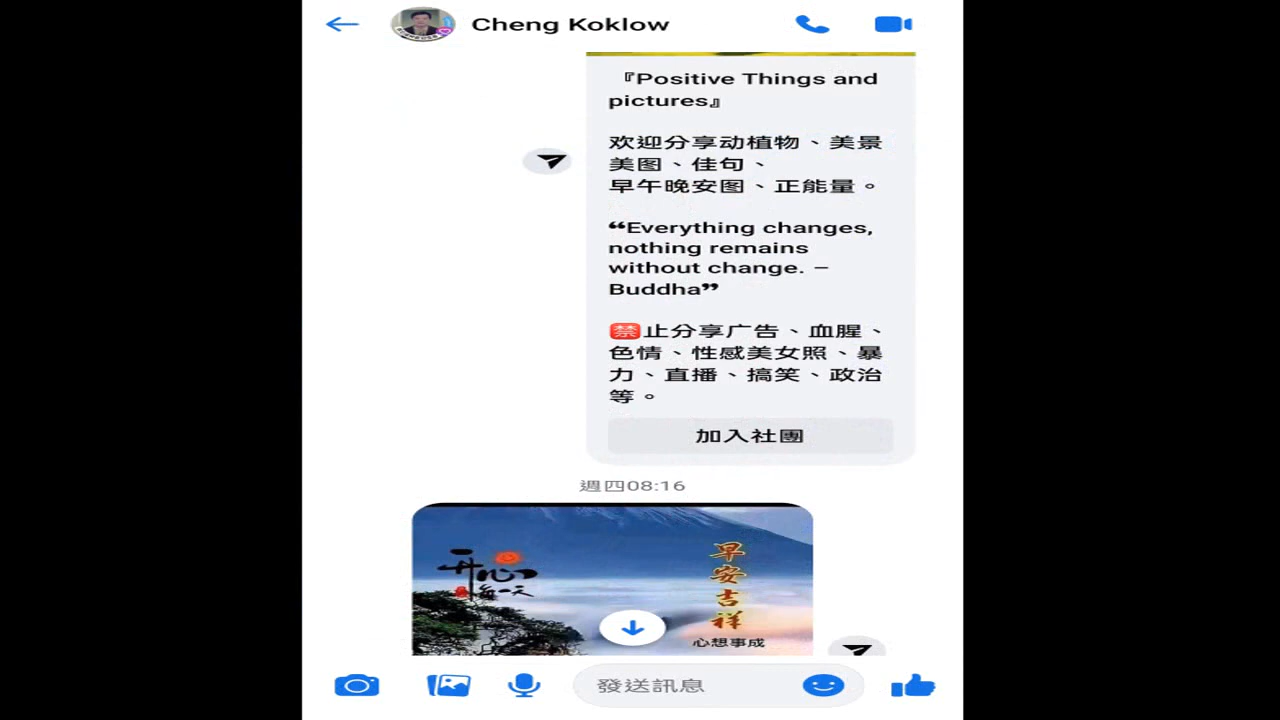 Cheng Koklow
『Positive Things and
pictures』
欢迎分享动植物、美景
美图、佳句、
早午晚安图、正能量。
❝Everything changes,
nothing remains
without change. –
Buddha❞
🈲止分享广告、血腥、
色情、性感美女照、暴
力、直播、搞笑、政治
等。
加入社團
週四08:16
开心
每一天
早安吉祥
心想事成
發送訊息